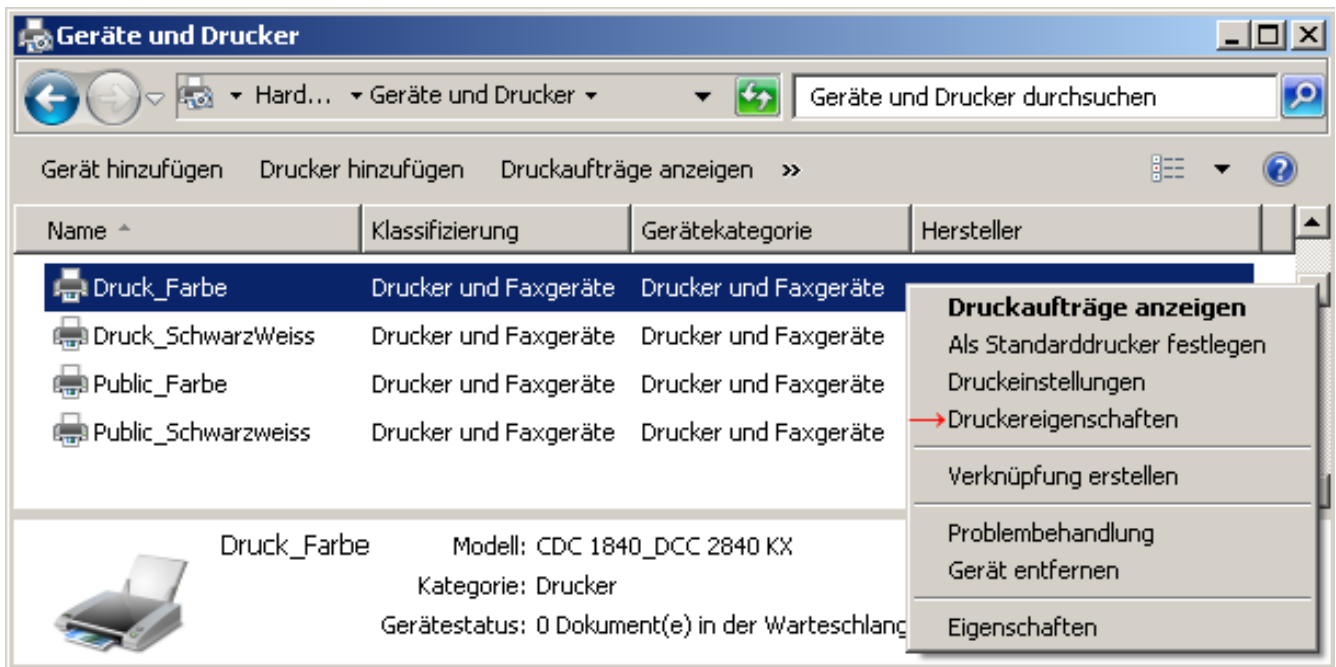 Geräte und Drucker
Hard... Geräte und Drucker Geräte und Drucker durchsuchen
Gerät hinzufügen Drucker hinzufügen Druckaufträge anzeigen »
Name Klassifizierung Gerätekategorie Hersteller
Druck_Farbe Drucker und Faxgeräte Drucker und Faxgeräte
Druck_SchwarzWeiss Drucker und Faxgeräte Drucker und Faxgeräte
Public_Farbe Drucker und Faxgeräte Drucker und Faxgeräte
Public_Schwarzweiss Drucker und Faxgeräte Drucker und Faxgeräte
Druckaufträge anzeigen
Als Standarddrucker festlegen
Druckeinstellungen
Druckereigenschaften
Verknüpfung erstellen
Problembehandlung
Gerät entfernen
Eigenschaften
Druck_Farbe Modell: CDC 1840_DCC 2840 KX
Kategorie: Drucker
Gerätestatus: 0 Dokument(e) in der Warteschlang